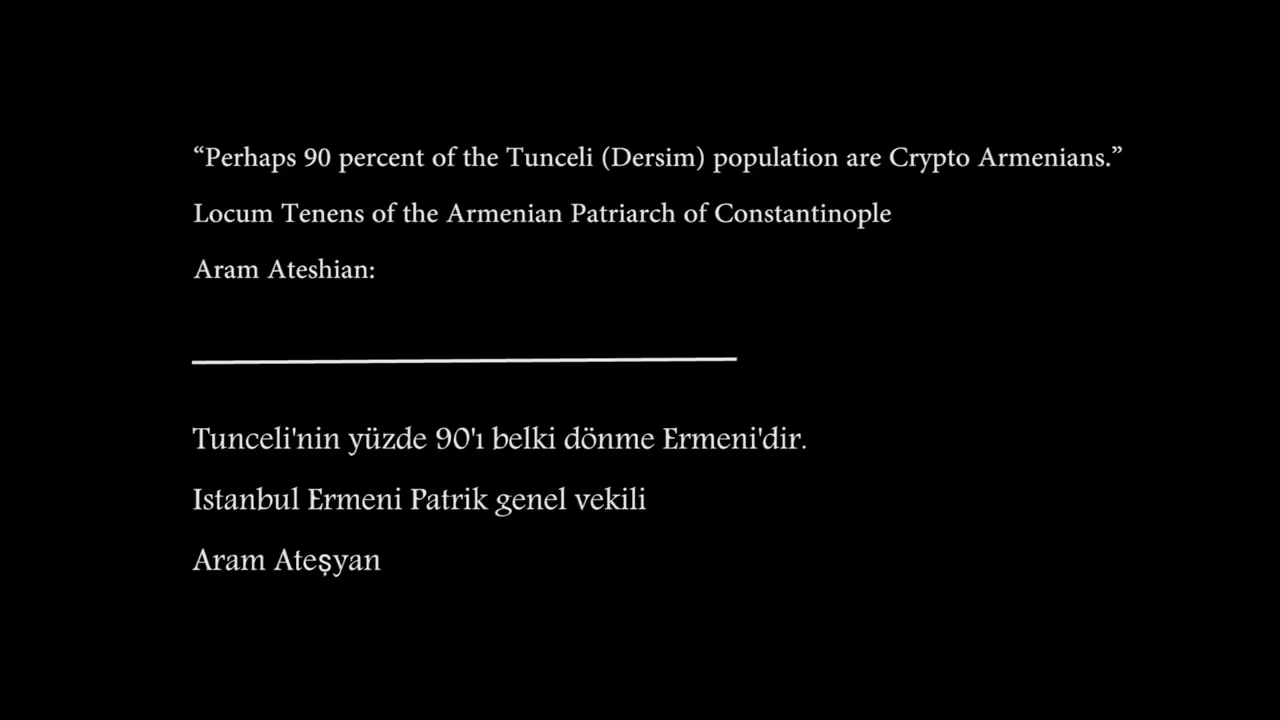 “Perhaps 90 percent of the Tunceli (Dersim) population are Crypto Armenians.”
Locum Tenens of the Armenian Patriarch of Constantinople
Aram Ateshian:
Tunceli'nin yüzde 90'ı belki dönme Ermeni'dir.
Istanbul Ermeni Patrik genel vekili
Aram Ateşyan